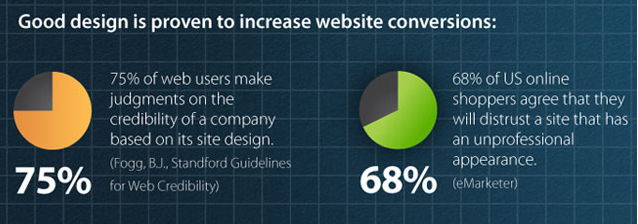 Good design is proven to increase website conversions:
75% of web users make
judgments on the
credibility of a company
based on its site design.
(Fogg, B.J., Standford Guidelines
for Web Credibility)
75%
68% of US online
shoppers agree that they
will distrust a site that has
an unprofessional
appearance.
(eMarketer)
68%